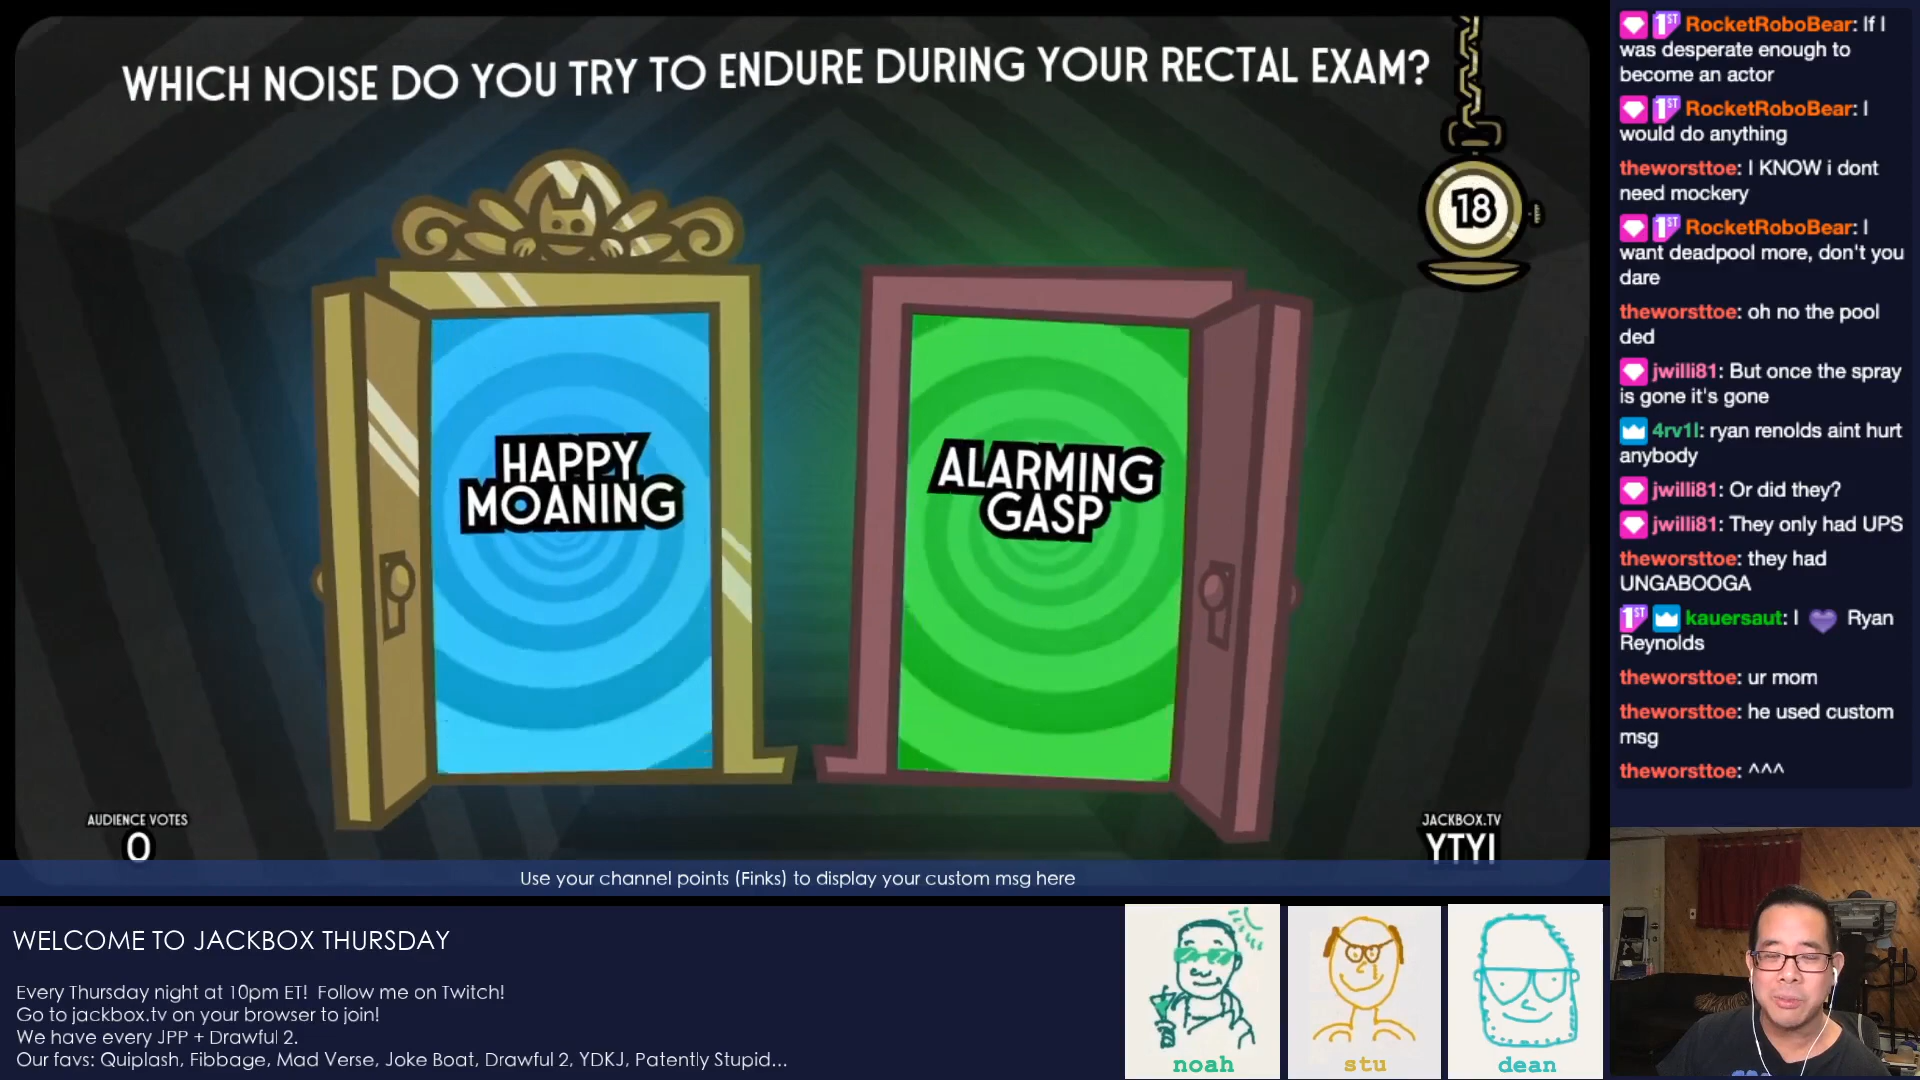 WHICH NOISE DO YOU TRY TO ENDURE DURING YOUR RECTAL EXAM?
18
HAPPY
MOANING
ALARMING
GASP
AUDIENCE VOTES
0
JACKBOX.TV
YTYI
Use your channel points (Finks) to display your custom msg here
WELCOME TO JACKBOX THURSDAY
Every Thursday night at 10pm ET! Follow me on Twitch!
Go to jackbox.tv on your browser to join!
We have every JPP + Drawful 2.
Our favs: Quiplash, Fibbage, Mad Verse, Joke Boat, Drawful 2, YDKJ, Patently Stupid...
noah
stu
dean
1ST RocketRoboBear: If I
was desperate enough to
become an actor
1ST RocketRoboBear: I
would do anything
theworsttoe: I KNOW i dont
need mockery
1ST RocketRoboBear: I
want deadpool more, don't you
dare
theworsttoe: oh no the pool
ded
jwilli81: But once the spray
is gone it's gone
4rv1l: ryan renolds aint hurt
anybody
jwilli81: Or did they?
jwilli81: They only had UPS
theworsttoe: they had
UNGABOOGA
1ST kauersaut: I 💜 Ryan
Reynolds
theworsttoe: ur mom
theworsttoe: he used custom
msg
theworsttoe: ^^^